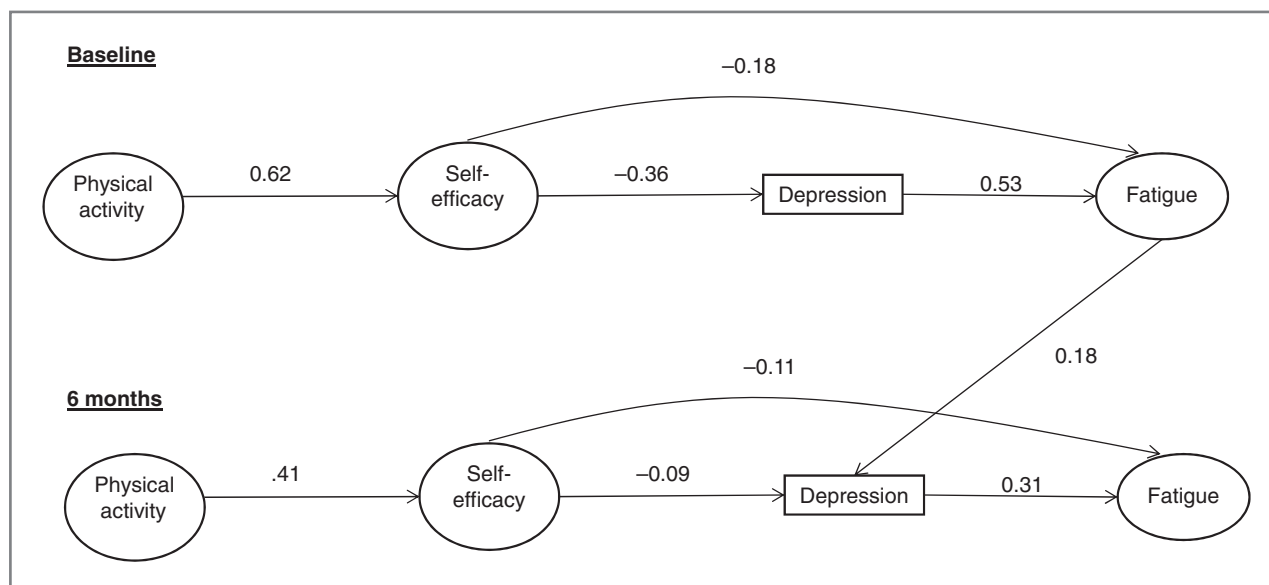 Baseline
–0.18
Physical
activity
0.62
Self-
efficacy
–0.36
Depression
0.53
Fatigue
0.18
–0.11
6 months
Physical
activity
.41
Self-
efficacy
–0.09
Depression
0.31
Fatigue